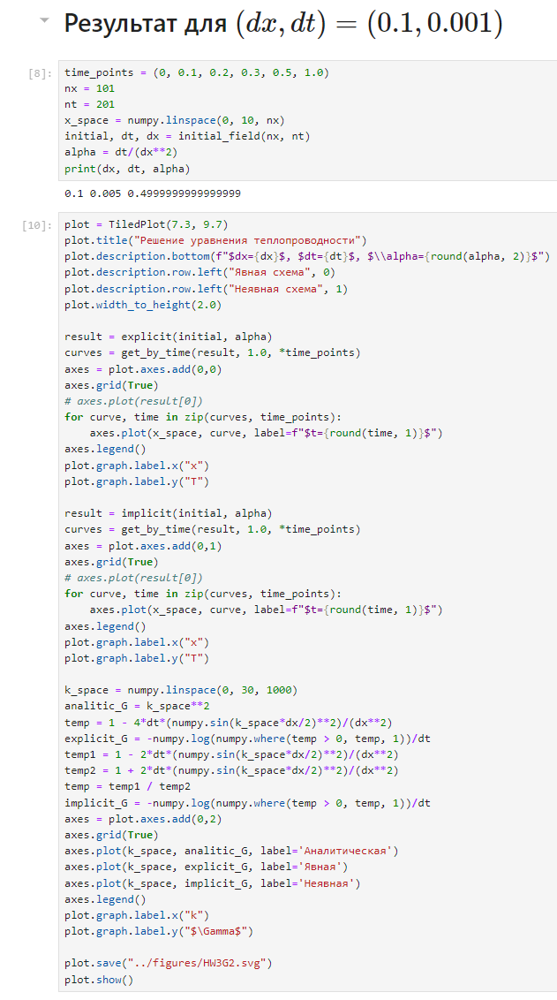 Результат для (dx, dt) = (0.1, 0.001)
[8]:
time_points = (0, 0.1, 0.2, 0.3, 0.5, 1.0)
nx = 101
nt = 201
x_space = numpy.linspace(0, 10, nx)
initial, dt, dx = initial_field(nx, nt)
alpha = dt/(dx**2)
print(dx, dt, alpha)
0.1 0.005 0.4999999999999999
[10]:
plot = TiledPlot(7.3, 9.7)
plot.title("Решение уравнения теплопроводности")
plot.description.bottom(f"$dx={dx}$, $dt={dt}$, $\\alpha={round(alpha, 2)}$")
plot.description.row.left("Явная схема", 0)
plot.description.row.left("Неявная схема", 1)
plot.width_to_height(2.0)

result = explicit(initial, alpha)
curves = get_by_time(result, 1.0, *time_points)
axes = plot.axes.add(0,0)
axes.grid(True)
# axes.plot(result[0])
for curve, time in zip(curves, time_points):
    axes.plot(x_space, curve, label=f"$t={round(time, 1)}$")
axes.legend()
plot.graph.label.x("x")
plot.graph.label.y("T")

result = implicit(initial, alpha)
curves = get_by_time(result, 1.0, *time_points)
axes = plot.axes.add(0,1)
axes.grid(True)
# axes.plot(result[0])
for curve, time in zip(curves, time_points):
    axes.plot(x_space, curve, label=f"$t={round(time, 1)}$")
axes.legend()
plot.graph.label.x("x")
plot.graph.label.y("T")

k_space = numpy.linspace(0, 30, 1000)
analitic_G = k_space**2
temp = 1 - 4*dt*(numpy.sin(k_space*dx/2)**2)/(dx**2)
explicit_G = -numpy.log(numpy.where(temp > 0, temp, 1))/dt
temp1 = 1 - 2*dt*(numpy.sin(k_space*dx/2)**2)/(dx**2)
temp2 = 1 + 2*dt*(numpy.sin(k_space*dx/2)**2)/(dx**2)
temp = temp1 / temp2
implicit_G = -numpy.log(numpy.where(temp > 0, temp, 1))/dt
axes = plot.axes.add(0,2)
axes.grid(True)
axes.plot(k_space, analitic_G, label='Аналитическая')
axes.plot(k_space, explicit_G, label='Явная')
axes.plot(k_space, implicit_G, label='Неявная')
axes.legend()
plot.graph.label.x("k")
plot.graph.label.y("$\Gamma$")

plot.save("../figures/HW3G2.svg")
plot.show()